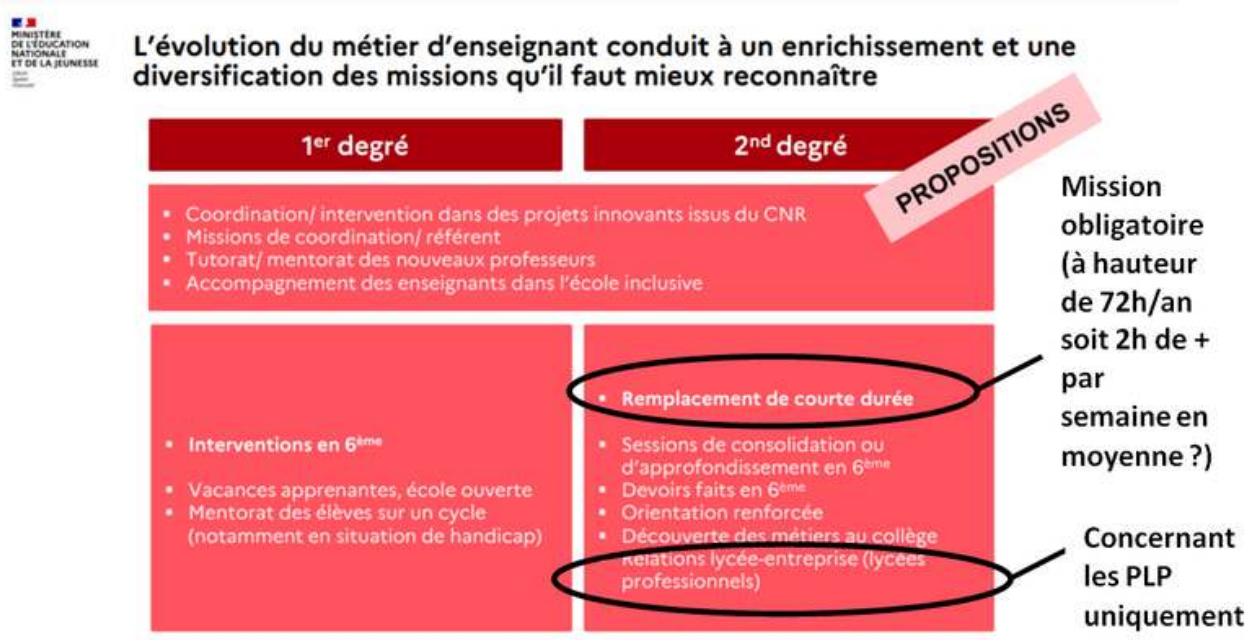 MINISTÈRE
DE L'ÉDUCATION
NATIONALE
ET DE LA JEUNESSE
L'évolution du métier d'enseignant conduit à un enrichissement et une
diversification des missions qu'il faut mieux reconnaître
PROPOSITIONS
1er degré
2nd degré
▪ Coordination/ intervention dans des projets innovants issus du CNR
▪ Missions de coordination/ référent
▪ Tutorat/ mentorat des nouveaux professeurs
▪ Accompagnement des enseignants dans l'école inclusive
▪ Interventions en 6ème
▪ Vacances apprenantes, école ouverte
▪ Mentorat des élèves sur un cycle
(notamment en situation de handicap)
▪ Remplacement de courte durée
▪ Sessions de consolidation ou
d'approfondissement en 6ème
▪ Devoirs faits en 6ème
▪ Orientation renforcée
▪ Découverte des métiers au collège
Relations lycée-entreprise (lycées
professionnels)
Mission
obligatoire
(à hauteur
de 72h/an
soit 2h de +
par
semaine en
moyenne ?)
Concernant
les PLP
uniquement